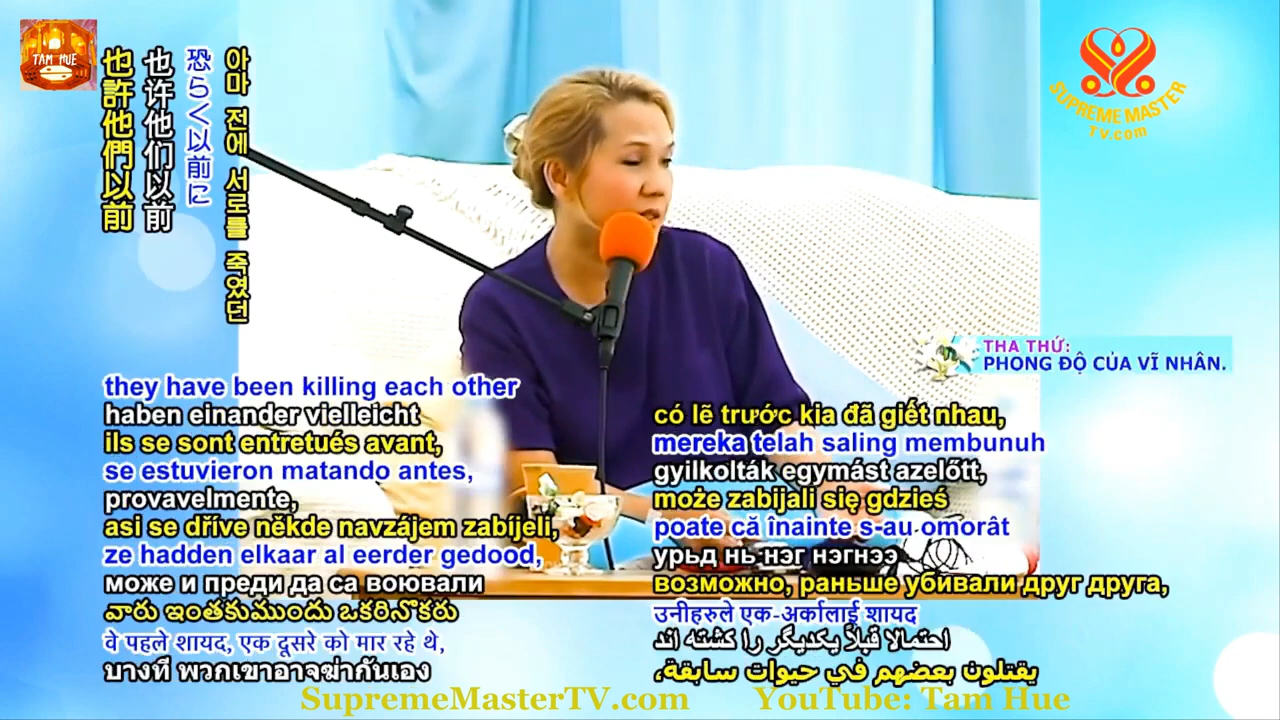 TAM HUE
也許他們以前
也许他们以前
恐らく以前に
아마 전에 서로를 죽였던
SUPREME MASTER
TV.com
THA THỨ:
PHONG ĐỘ CỦA VĨ NHÂN.
they have been killing each other
haben einander vielleicht
ils se sont entretués avant,
se estuvieron matando antes,
provavelmente,
asi se dříve někde navzájem zabíjeli,
ze hadden elkaar al eerder gedood,
може и преди да са воювали
వారు ఇంతకుముందు ఒకరినొకరు
वे पहले शायद, एक दूसरे को मार रहे थे,
บางที พวกเขาอาจฆ่ากันเอง
có lẽ trước kia đã giết nhau,
mereka telah saling membunuh
gyilkolták egymást azelőtt,
może zabijali się gdzieś
poate că înainte s-au omorât
урьд нь нэг нэгнээ
возможно, раньше убивали друг друга,
उनीहरुले एक-अर्कालाई शायद
احتمالا قبلاً یکدیگر را کشته اند
يقتلون بعضهم في حيوات سابقة،
SupremeMasterTV.com
YouTube: Tam Hue